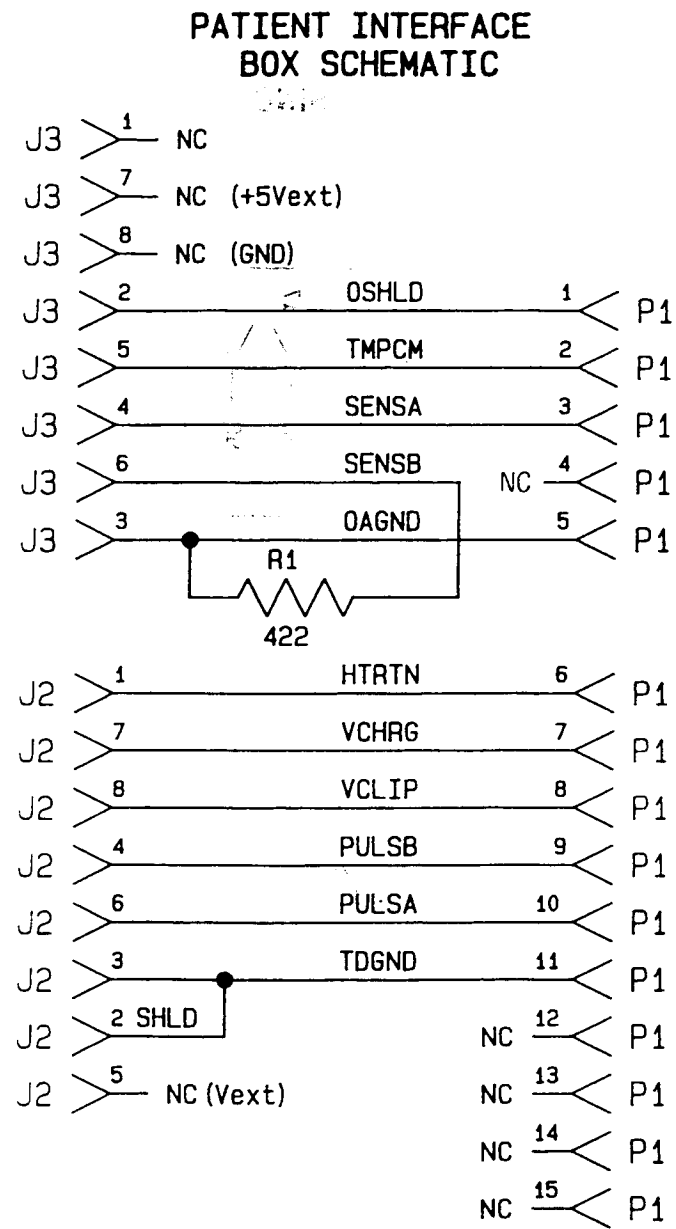 PATIENT INTERFACE
BOX SCHEMATIC
J3 1 NC
J3 7 NC (+5Vext)
J3 8 NC (GND)
J3 2 OSHLD 1 P1
J3 5 TMPCM 2 P1
J3 4 SENSA 3 P1
J3 6 SENSB NC 4 P1
J3 3 OAGND 5 P1
R1
422
J2 1 HTRTN 6 P1
J2 7 VCHRG 7 P1
J2 8 VCLIP 8 P1
J2 4 PULSB 9 P1
J2 6 PULSA 10 P1
J2 3 TDGND 11 P1
J2 2 SHLD NC 12 P1
J2 5 NC (Vext) NC 13 P1
NC 14 P1
NC 15 P1